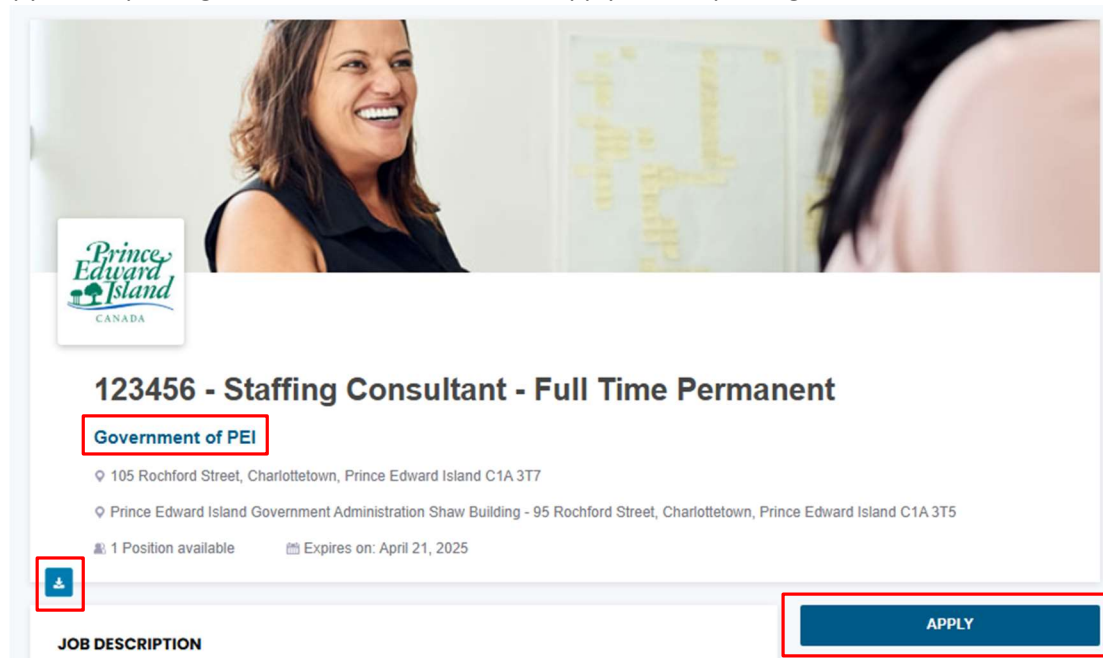 Prince
Edward
Island
CANADA
123456 - Staffing Consultant - Full Time Permanent
Government of PEI
105 Rochford Street, Charlottetown, Prince Edward Island C1A 3T7
Prince Edward Island Government Administration Shaw Building - 95 Rochford Street, Charlottetown, Prince Edward Island C1A 3T5
1 Position available Expires on: April 21, 2025
APPLY
JOB DESCRIPTION